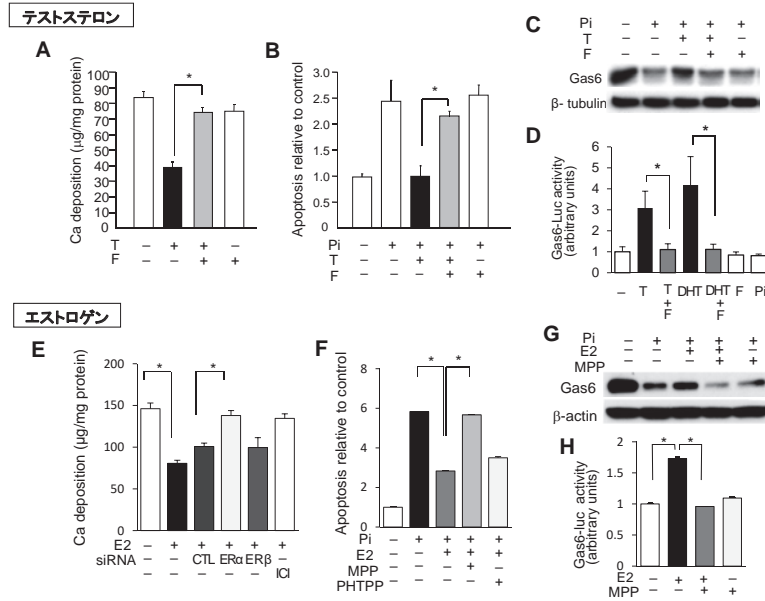 テストステロン
A
Ca deposition (μg/mg protein)
90
80
70
60
50
40
30
20
10
0
*
T – + + –
F – – + +
B
Apoptosis relative to control
3.0
2.5
2.0
1.5
1.0
0.5
0
*
Pi – + + + +
T – – + + –
F – – – + +
C
Pi – + + + +
T – – + + –
F – – – + +
Gas6
β- tubulin
D
Gas6-Luc activity
(arbitrary units)
6
5
4
3
2
1
0
*
*
– T T + F DHT DHT + F F Pi
エストロゲン
E
Ca deposition (μg/mg protein)
200
150
100
50
0
*
*
E2 – + + + + +
siRNA – – CTL ERα ERβ –
– – – – – ICI
F
Apoptosis relative to control
8
6
4
2
0
*
*
Pi – + + + +
E2 – – + + +
MPP – – – + –
PHTPP – – – – +
G
Pi – + + + +
E2 – – + + –
MPP – – – + +
Gas6
β-actin
H
Gas6-luc activity
(arbitrary units)
2
1.5
1
0.5
0
*
*
E2 – + + –
MPP – – + +